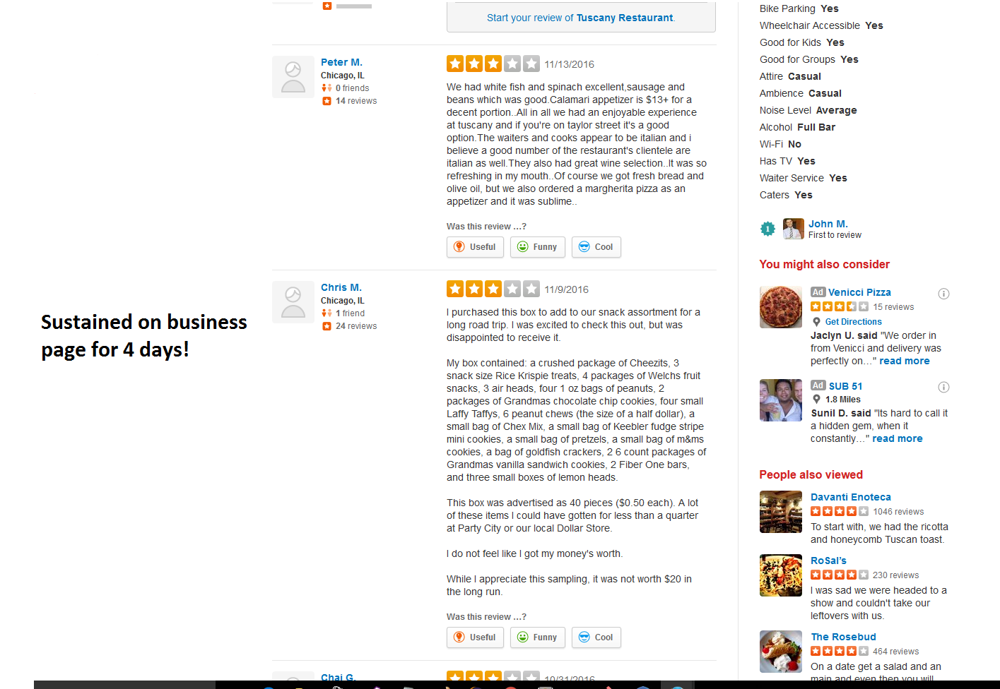 Start your review of Tuscany Restaurant.
Peter M.
Chicago, IL
0 friends
14 reviews
11/13/2016
We had white fish and spinach excellent,sausage and
beans which was good.Calamari appetizer is $13+ for a
decent portion..All in all we had an enjoyable experience
at tuscany and if you're on taylor street it's a good
option.The waiters and cooks appear to be italian and i
believe a good number of the restaurant's clientele are
italian as well.They also had great wine selection..It was so
refreshing in my mouth..Of course we got fresh bread and
olive oil, but we also ordered a margherita pizza as an
appetizer and it was sublime..
Was this review ...?
Useful
Funny
Cool
Sustained on business
page for 4 days!
Chris M.
Chicago, IL
1 friend
24 reviews
11/9/2016
I purchased this box to add to our snack assortment for a
long road trip. I was excited to check this out, but was
disappointed to receive it.
My box contained: a crushed package of Cheezits, 3
snack size Rice Krispie treats, 4 packages of Welchs fruit
snacks, 3 air heads, four 1 oz bags of peanuts, 2
packages of Grandmas chocolate chip cookies, four small
Laffy Taffys, 6 peanut chews (the size of a half dollar), a
small bag of Chex Mix, a small bag of Keebler fudge stripe
mini cookies, a small bag of pretzels, a small bag of m&ms
cookies, a bag of goldfish crackers, 2 6 count packages of
Grandmas vanilla sandwich cookies, 2 Fiber One bars,
and three small boxes of lemon heads.
This box was advertised as 40 pieces ($0.50 each). A lot
of these items I could have gotten for less than a quarter
at Party City or our local Dollar Store.
I do not feel like I got my money's worth.
While I appreciate this sampling, it was not worth $20 in
the long run.
Was this review ...?
Useful
Funny
Cool
Chai G.
10/31/2016
Bike Parking Yes
Wheelchair Accessible Yes
Good for Kids Yes
Good for Groups Yes
Attire Casual
Ambience Casual
Noise Level Average
Alcohol Full Bar
Wi-Fi No
Has TV Yes
Waiter Service Yes
Caters Yes
1
John M.
First to review
You might also consider
Ad Venicci Pizza
15 reviews
Get Directions
Jaclyn U. said "We order in
from Venicci and delivery was
perfectly on…" read more
Ad SUB 51
1.8 Miles
Sunil D. said "Its hard to call it
a hidden gem, when it
constantly…" read more
People also viewed
Davanti Enoteca
1046 reviews
To start with, we had the ricotta
and honeycomb Tuscan toast.
RoSal's
230 reviews
I was sad we were headed to a
show and couldn't take our
leftovers with us.
The Rosebud
464 reviews
On a date get a salad and an
main and even then you will